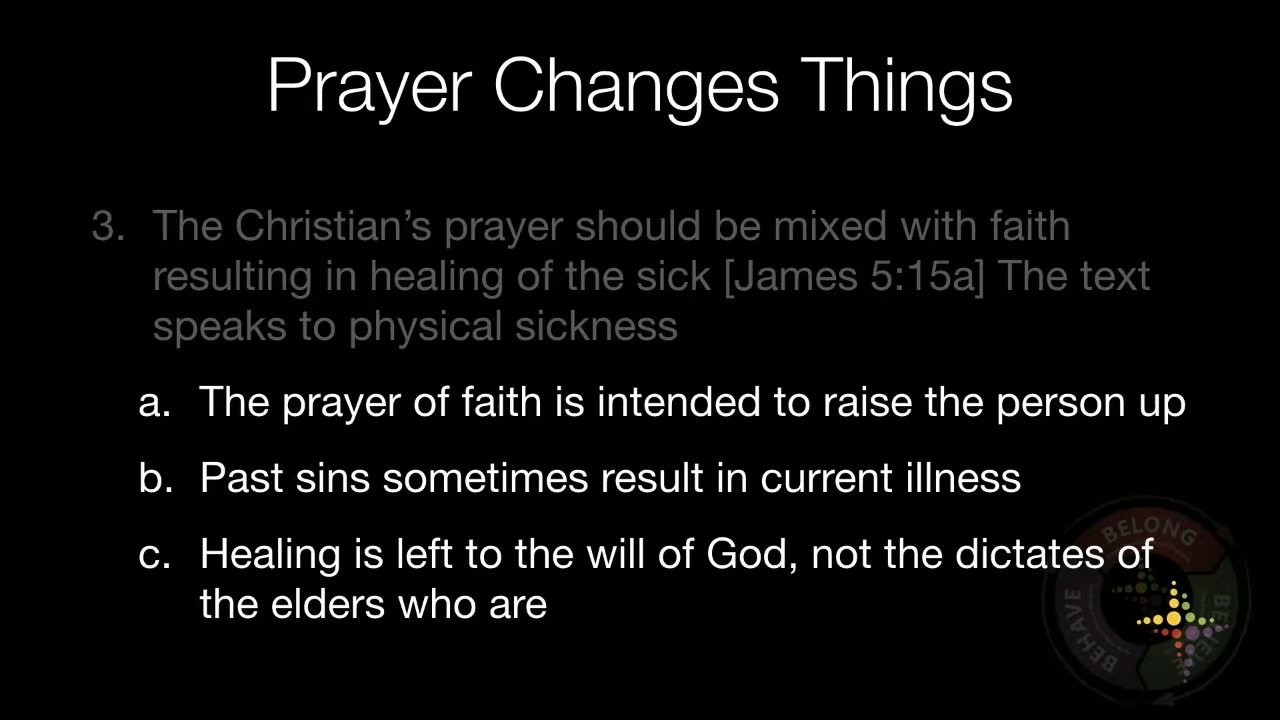 Prayer Changes Things
3. The Christian’s prayer should be mixed with faith
resulting in healing of the sick [James 5:15a] The text
speaks to physical sickness
a. The prayer of faith is intended to raise the person up
b. Past sins sometimes result in current illness
c. Healing is left to the will of God, not the dictates of
the elders who are
BELONG
BEHAVE